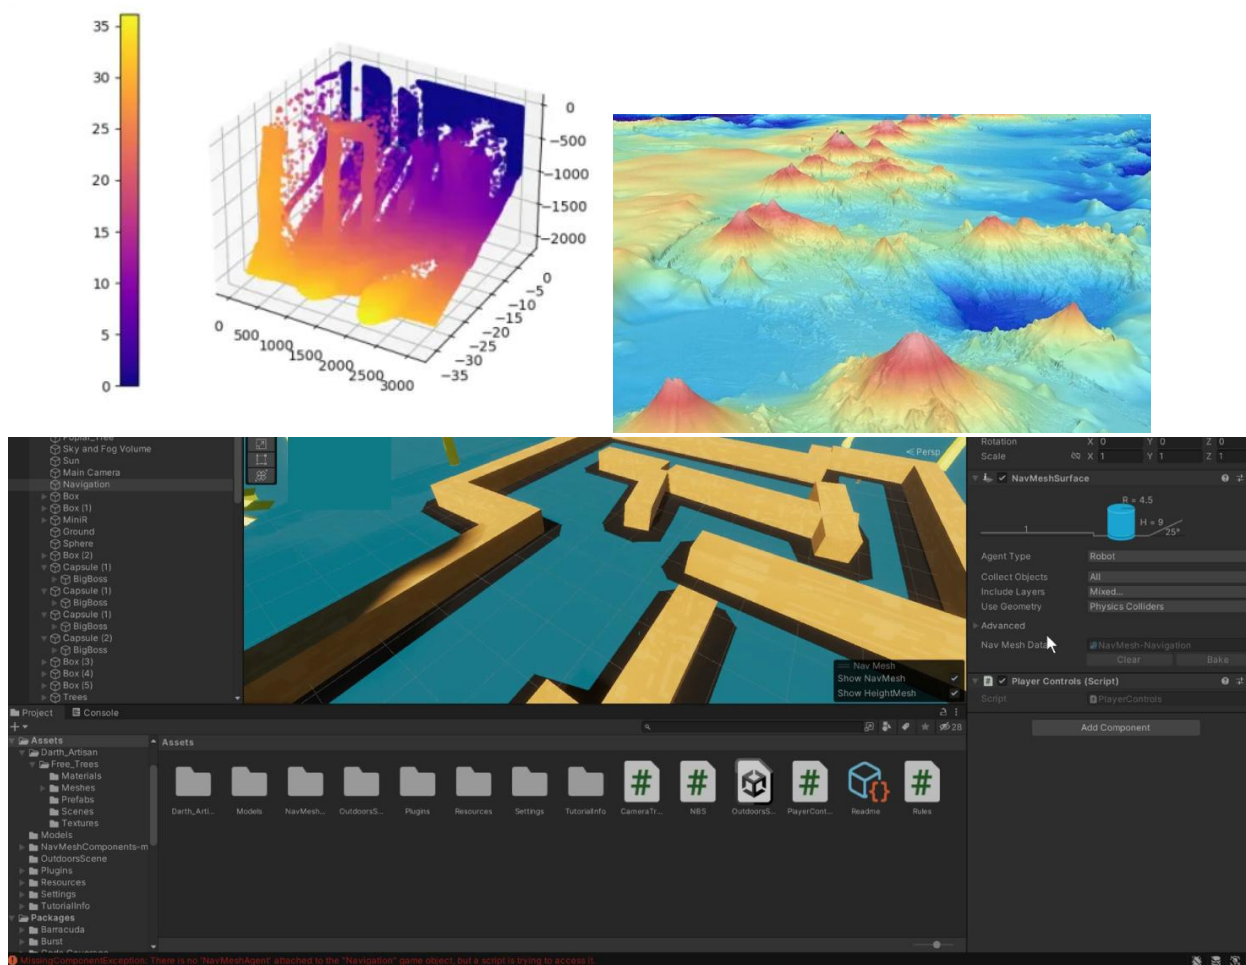 35
30
25
20
15
10
5
0
0
−500
−1000
−1500
−2000
0
−5
−10
−15
−20
−25
−30
−35
0
500
1000
1500
2000
2500
3000
Poplar_Tree
Sky and Fog Volume
Sun
Main Camera
Navigation
Box
Box (1)
MiniR
Ground
Sphere
Box (2)
Capsule (1)
BigBoss
Capsule (1)
BigBoss
Capsule (1)
BigBoss
Capsule (2)
BigBoss
Box (3)
Box (4)
Box (5)
Trees
< Persp
Nav Mesh
Show NavMesh
Show HeightMesh
Rotation X 0 Y 0 Z 0
Scale X 1 Y 1 Z 1
NavMeshSurface
R = 4.5
H = 9
1
25°
Agent Type Robot
Collect Objects All
Include Layers Mixed...
Use Geometry Physics Colliders
Advanced
Nav Mesh Data NavMesh-Navigation
Clear Bake
Player Controls (Script)
Script PlayerControls
Add Component
Project Console
28
Assets
Darth_Artisan
Free_Trees
Materials
Meshes
Prefabs
Scenes
Textures
Models
NavMeshComponents-m
OutdoorsScene
Plugins
Resources
Settings
TutorialInfo
Packages
Barracuda
Burst
Assets
Darth_Arti... Models NavMesh... OutdoorsS... Plugins Resources Settings TutorialInfo CameraTr... NBS OutdoorsS... PlayerCont... Readme Rules
MissingComponentException: There is no 'NavMeshAgent' attached to the "Navigation" game object, but a script is trying to access it.